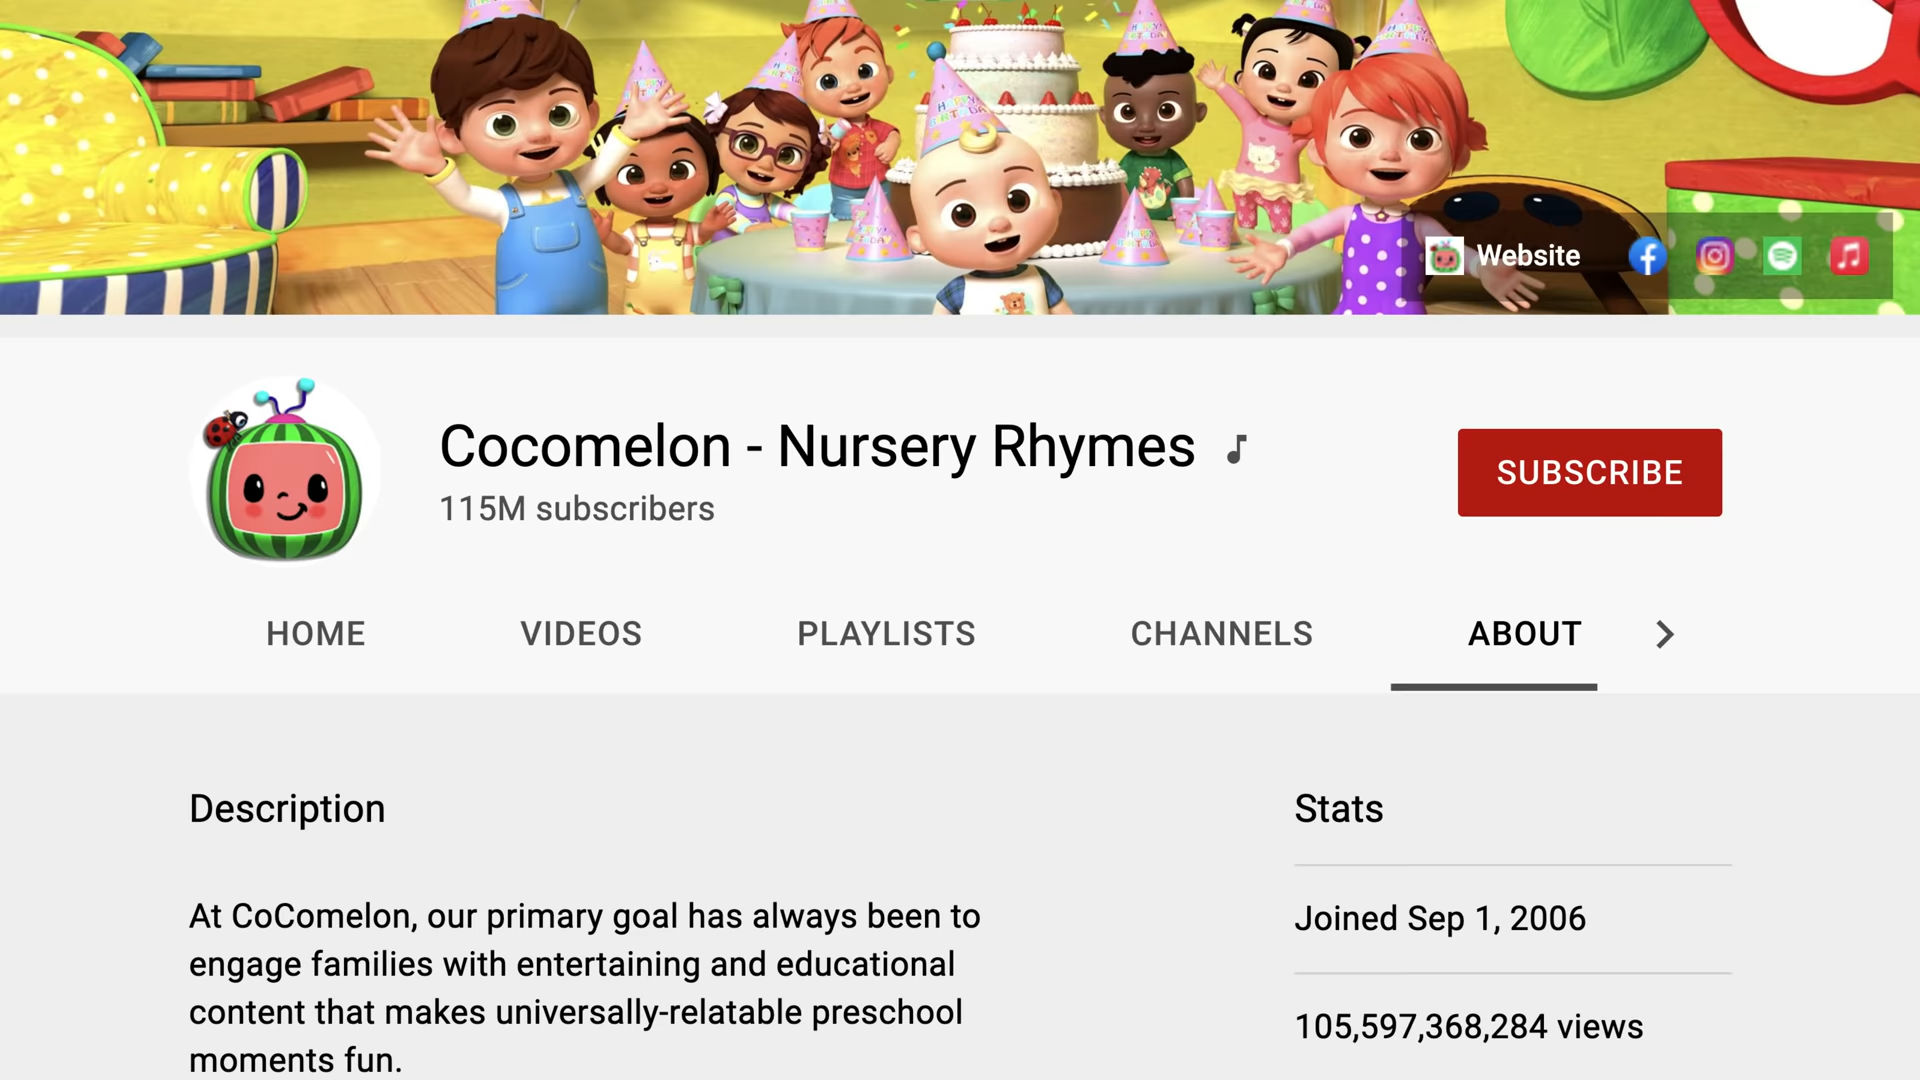 HAPPY BIRTHDAY
Website
Cocomelon - Nursery Rhymes
115M subscribers
SUBSCRIBE
HOME VIDEOS PLAYLISTS CHANNELS ABOUT
Description
Stats
At CoComelon, our primary goal has always been to
engage families with entertaining and educational
content that makes universally-relatable preschool
moments fun.
Joined Sep 1, 2006
105,597,368,284 views